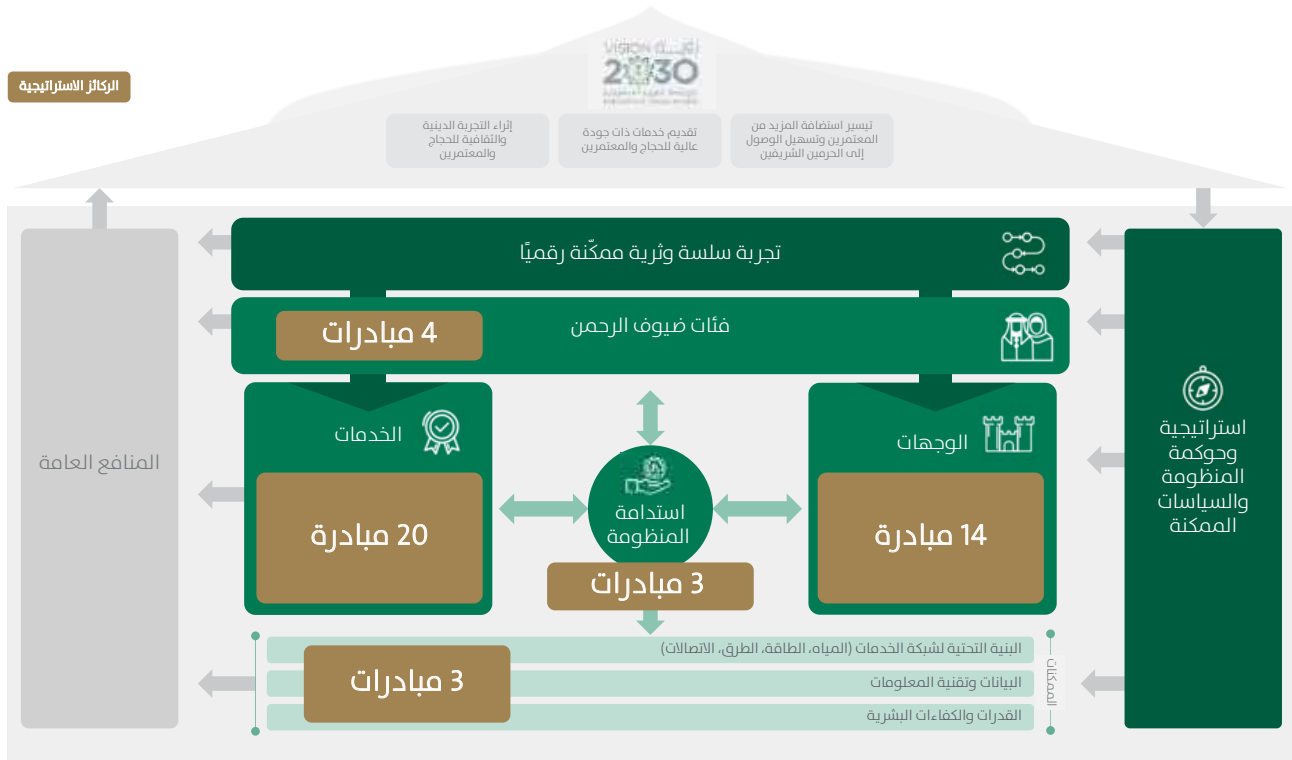 الركائز الاستراتيجية
VISION رؤيـــة
2030
تيسير استضافة المزيد من
المعتمرين وتسهيل الوصول
إلى الحرمين الشريفين
تقديم خدمات ذات جودة
عالية للحجاج والمعتمرين
إثراء التجربة الدينية
والثقافية للحجاج
والمعتمرين
استراتيجية
وحوكمة
المنظومة
والسياسات
الممكنة
تجربة سلسة وثرية ممكّنة رقميًا
فئات ضيوف الرحمن
4 مبادرات
الوجهات
14 مبادرة
استدامة
المنظومة
3 مبادرات
الخدمات
20 مبادرة
الممكنات
البنية التحتية لشبكة الخدمات (المياه، الطاقة، الطرق، الاتصالات)
البيانات وتقنية المعلومات
القدرات والكفاءات البشرية
3 مبادرات
المنافع العامة